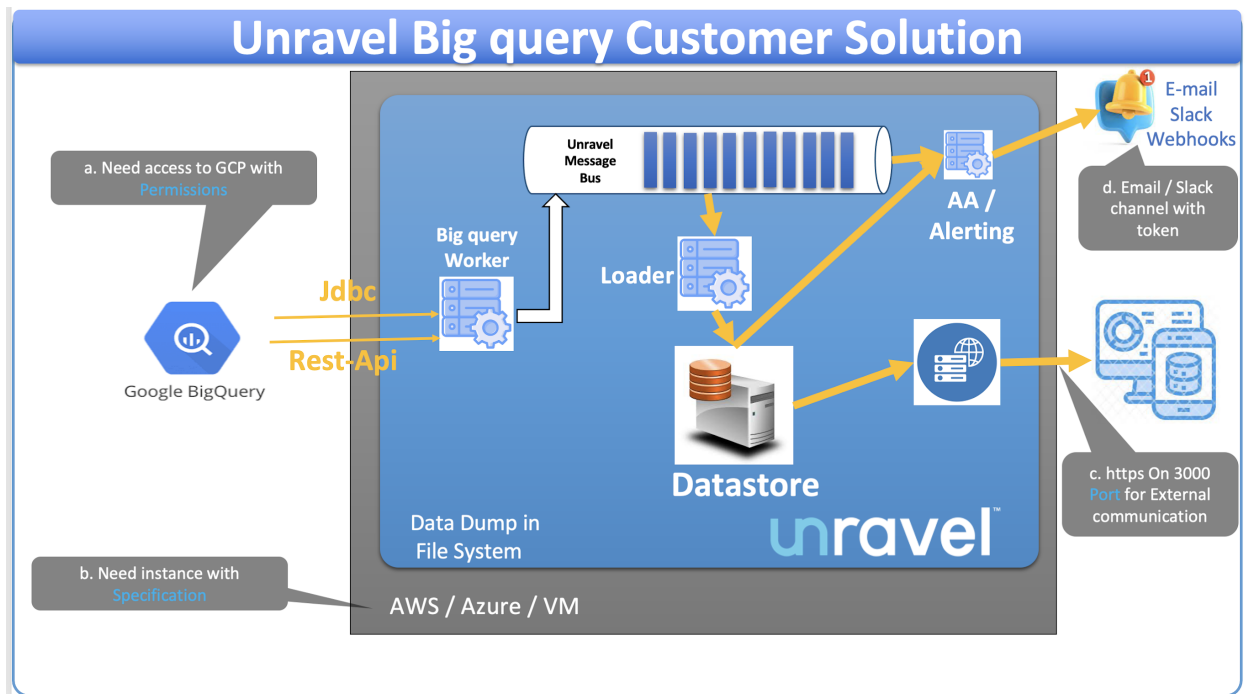 Unravel Big query Customer Solution
a. Need access to GCP with
Permissions
Google BigQuery
Jdbc
Rest-Api
Big query
Worker
Unravel
Message
Bus
Loader
Datastore
AA /
Alerting
1
E-mail
Slack
Webhooks
d. Email / Slack
channel with
token
c. https On 3000
Port for External
communication
Data Dump in
File System
unravel™
b. Need instance with
Specification
AWS / Azure / VM